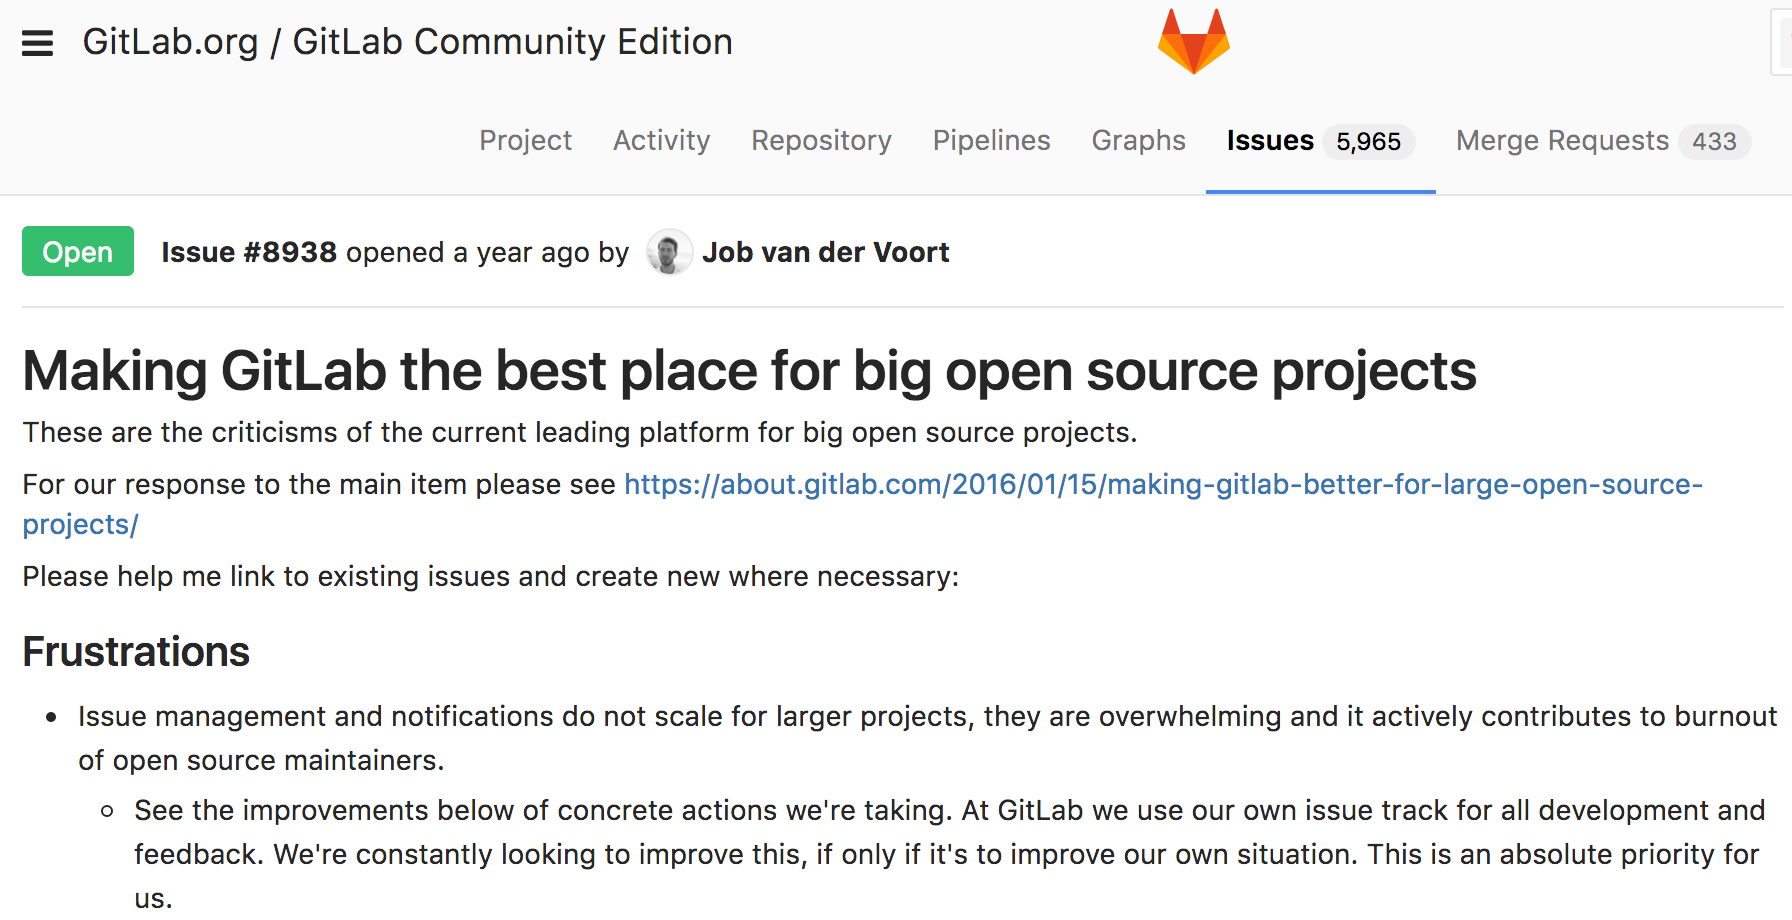 GitLab.org / GitLab Community Edition
Project Activity Repository Pipelines Graphs Issues 5,965 Merge Requests 433
Open Issue #8938 opened a year ago by Job van der Voort
Making GitLab the best place for big open source projects
These are the criticisms of the current leading platform for big open source projects.
For our response to the main item please see https://about.gitlab.com/2016/01/15/making-gitlab-better-for-large-open-source-
projects/
Please help me link to existing issues and create new where necessary:
Frustrations
• Issue management and notifications do not scale for larger projects, they are overwhelming and it actively contributes to burnout
of open source maintainers.
◦ See the improvements below of concrete actions we're taking. At GitLab we use our own issue track for all development and
feedback. We're constantly looking to improve this, if only if it's to improve our own situation. This is an absolute priority for
us.